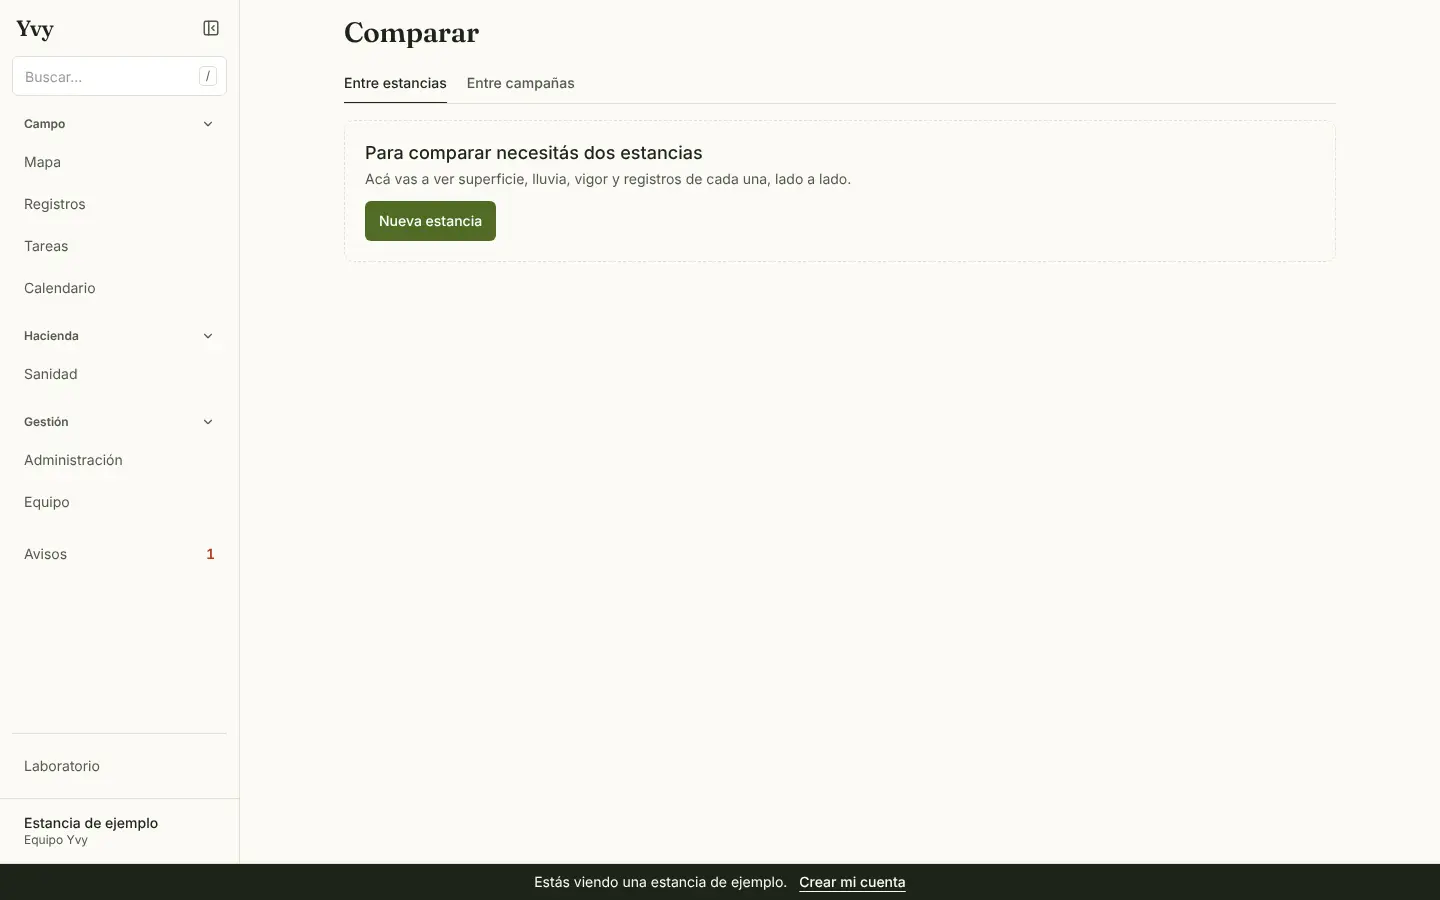 Yvy
Buscar...
/
Campo
Mapa
Registros
Tareas
Calendario
Hacienda
Sanidad
Gestión
Administración
Equipo
Avisos 1
Laboratorio
Estancia de ejemplo
Equipo Yvy
Comparar
Entre estancias Entre campañas
Para comparar necesitás dos estancias
Acá vas a ver superficie, lluvia, vigor y registros de cada una, lado a lado.
Nueva estancia
Estás viendo una estancia de ejemplo. Crear mi cuenta